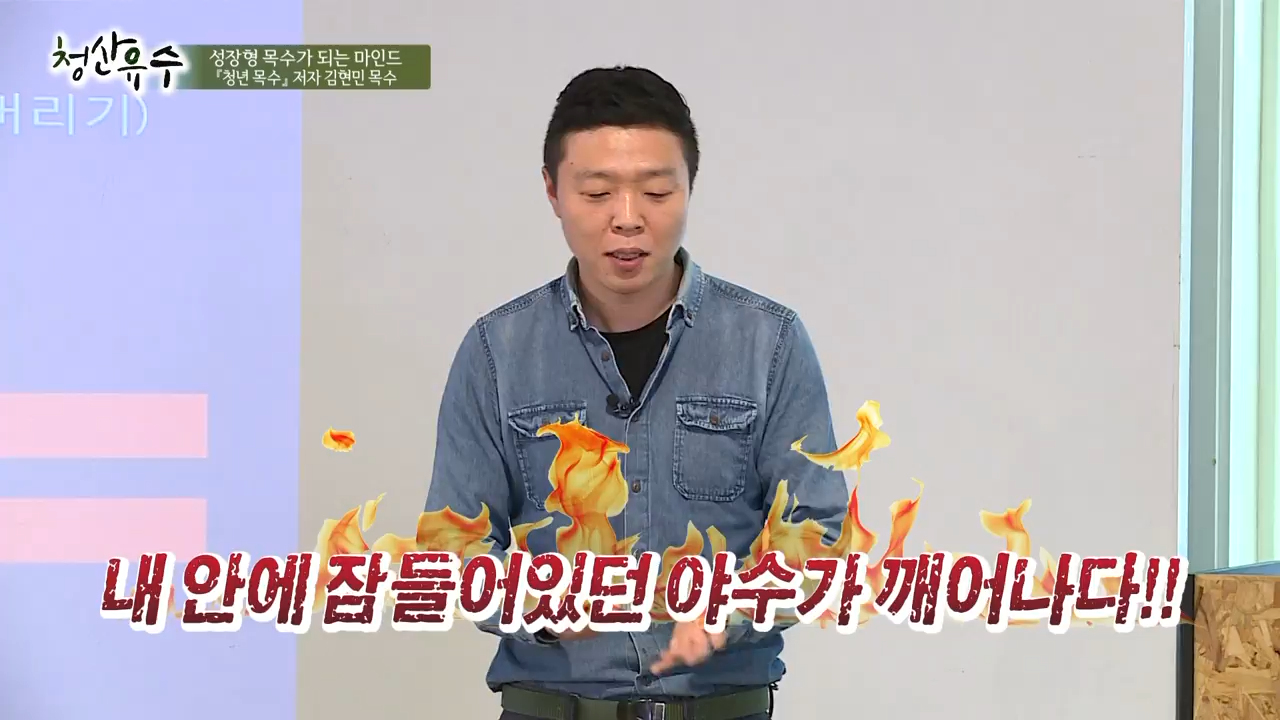 청산유수
성장형 목수가 되는 마인드
『청년 목수』 저자 김현민 목수
버리기)
내 안에 잠들어있던 야수가 깨어나다!!